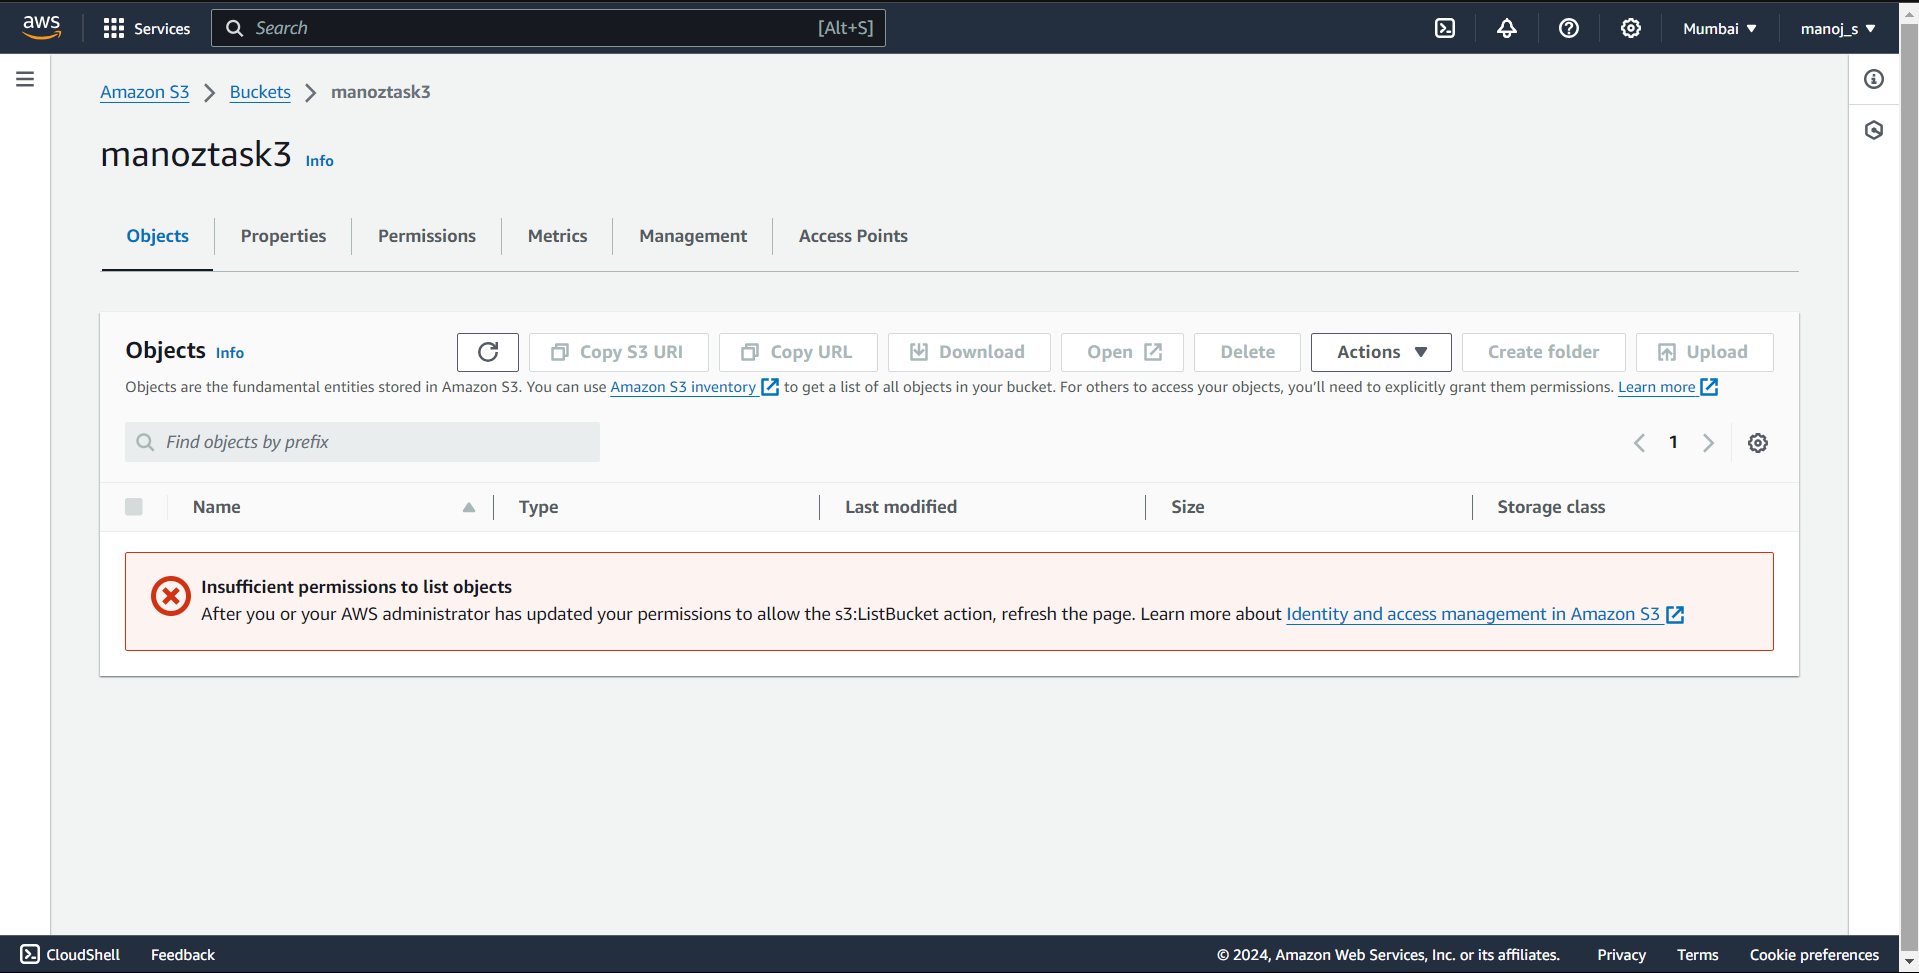 aws
Services
Search
[Alt+S]
Mumbai
manoj_s
Amazon S3
Buckets
manoztask3
manoztask3
Info
Objects
Properties
Permissions
Metrics
Management
Access Points
Objects
Info
Copy S3 URI
Copy URL
Download
Open
Delete
Actions
Create folder
Upload
Objects are the fundamental entities stored in Amazon S3. You can use Amazon S3 inventory to get a list of all objects in your bucket. For others to access your objects, you’ll need to explicitly grant them permissions. Learn more
Find objects by prefix
1
Name
Type
Last modified
Size
Storage class
Insufficient permissions to list objects
After you or your AWS administrator has updated your permissions to allow the s3:ListBucket action, refresh the page. Learn more about Identity and access management in Amazon S3
CloudShell
Feedback
© 2024, Amazon Web Services, Inc. or its affiliates.
Privacy
Terms
Cookie preferences